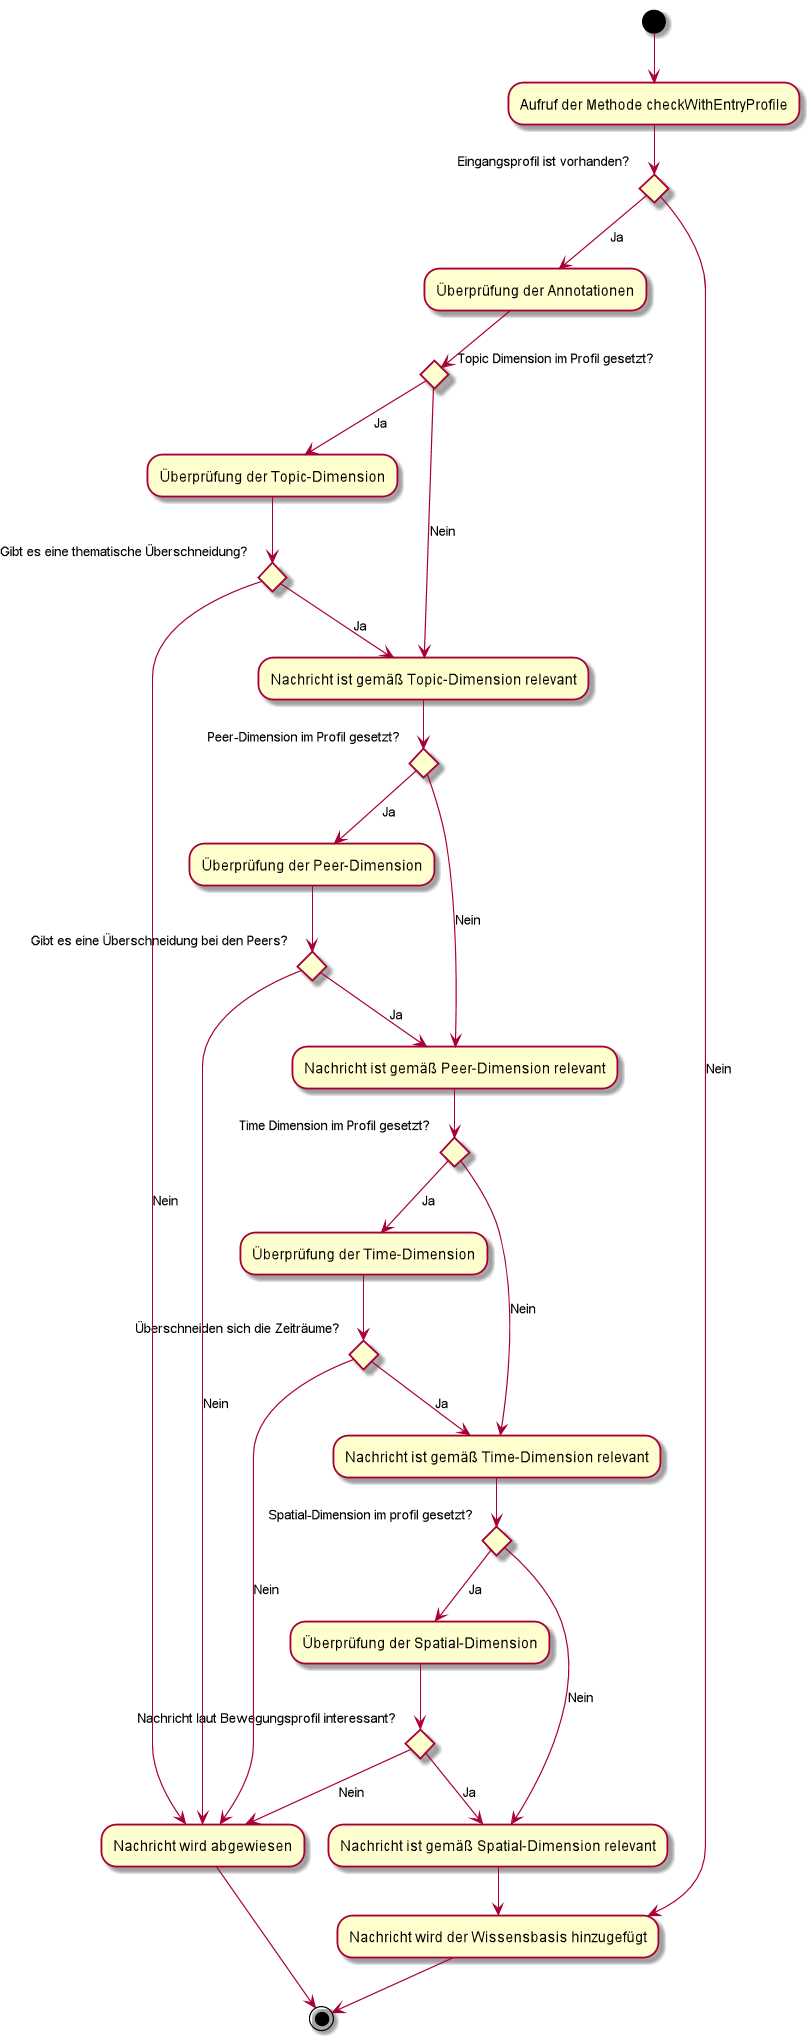 Aufruf der Methode checkWithEntryProfile
Eingangsprofil ist vorhanden?
Ja
Überprüfung der Annotationen
Topic Dimension im Profil gesetzt?
Ja
Überprüfung der Topic-Dimension
Nein
Gibt es eine thematische Überschneidung?
Ja
Nachricht ist gemäß Topic-Dimension relevant
Peer-Dimension im Profil gesetzt?
Ja
Überprüfung der Peer-Dimension
Nein
Gibt es eine Überschneidung bei den Peers?
Ja
Nachricht ist gemäß Peer-Dimension relevant
Nein
Time Dimension im Profil gesetzt?
Nein
Ja
Überprüfung der Time-Dimension
Nein
Überschneiden sich die Zeiträume?
Nein
Ja
Nachricht ist gemäß Time-Dimension relevant
Spatial-Dimension im profil gesetzt?
Nein
Ja
Überprüfung der Spatial-Dimension
Nein
Nachricht laut Bewegungsprofil interessant?
Nein
Ja
Nachricht wird abgewiesen
Nachricht ist gemäß Spatial-Dimension relevant
Nachricht wird der Wissensbasis hinzugefügt